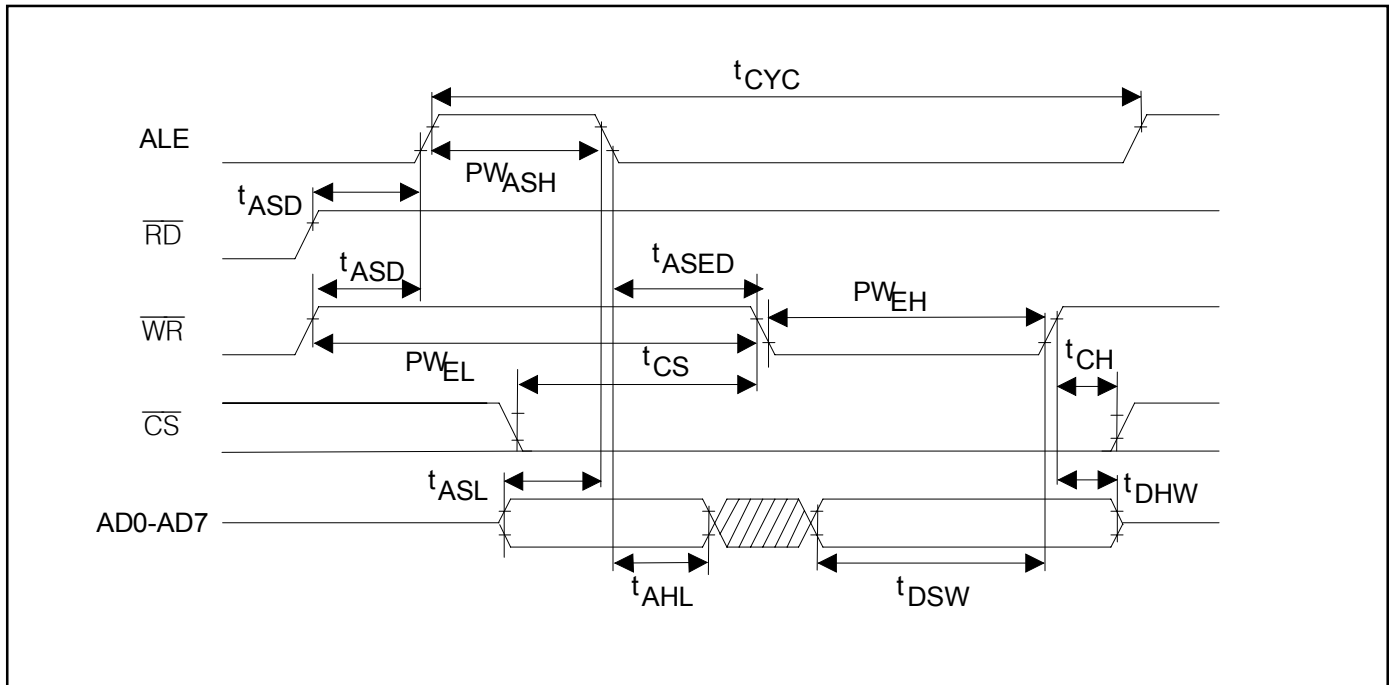 tCYC
ALE
PWASH
tASD
RD
tASD
tASED
PWEH
WR
PWEL
tCS
tCH
CS
tASL
tDHW
AD0-AD7
tAHL
tDSW